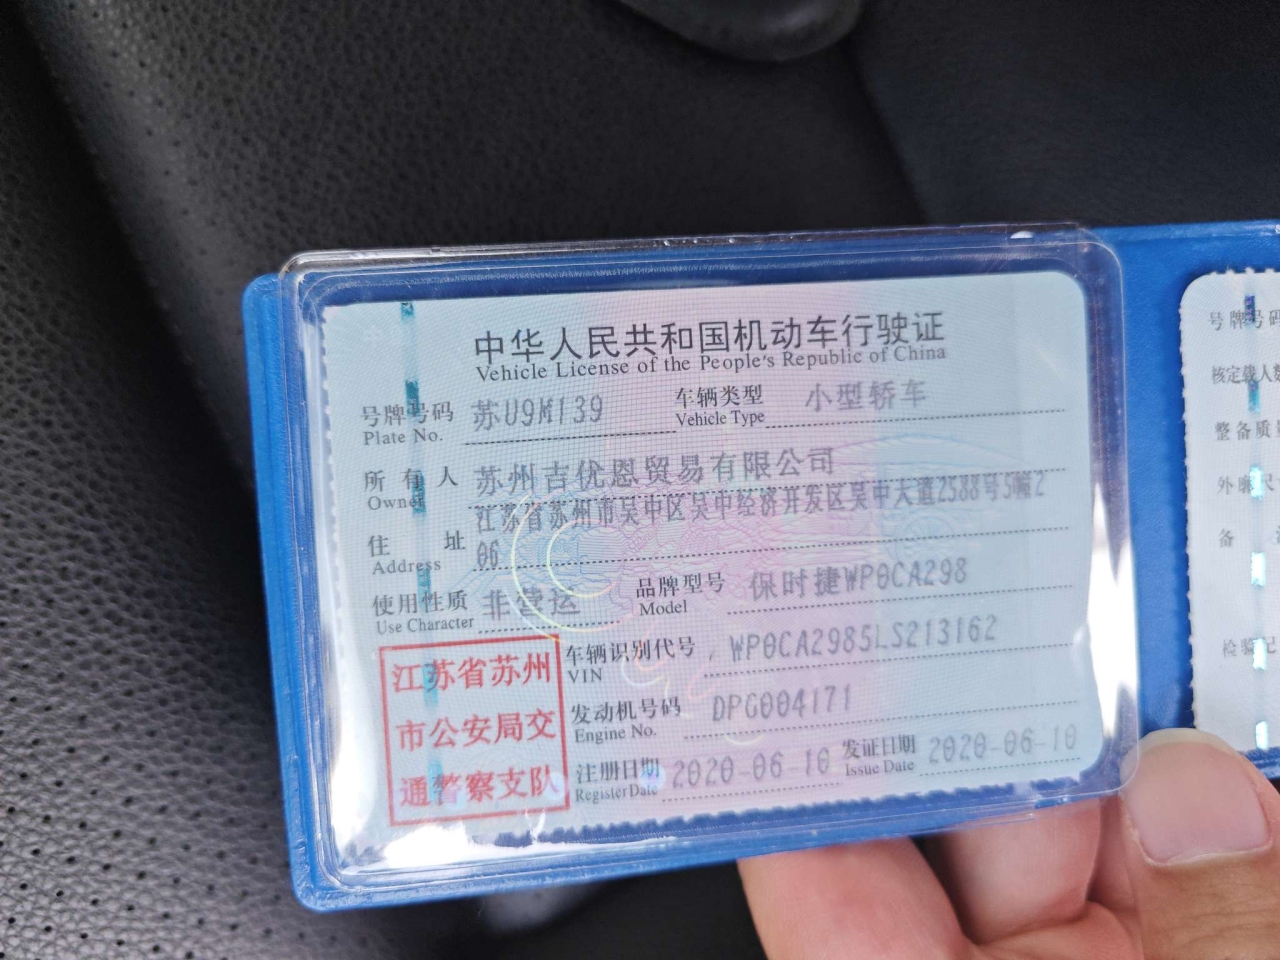 中华人民共和国机动车行驶证
Vehicle License of the People's Republic of China
号牌号码 苏U9M139 车辆类型 小型轿车
Plate No. Vehicle Type
所有人 苏州吉优恩贸易有限公司
Owner
住址 江苏省苏州市吴中区吴中经济开发区吴中大道2588号5幢2
Address 06
使用性质 非营运 品牌型号 保时捷WP0CA298
Use Character Model
车辆识别代号 WP0CA2985LS213162
VIN
发动机号码 DPG004171
Engine No.
注册日期 2020-06-10 发证日期 2020-06-10
Register Date Issue Date
江苏省苏州
市公安局交
通警察支队
号牌号码
核定载人数
整备质
外廓尺
备
检验记